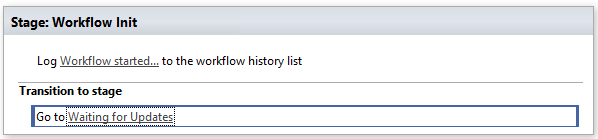 Stage: Workflow Init
Log Workflow started... to the workflow history list
Transition to stage
Go to Waiting for Updates